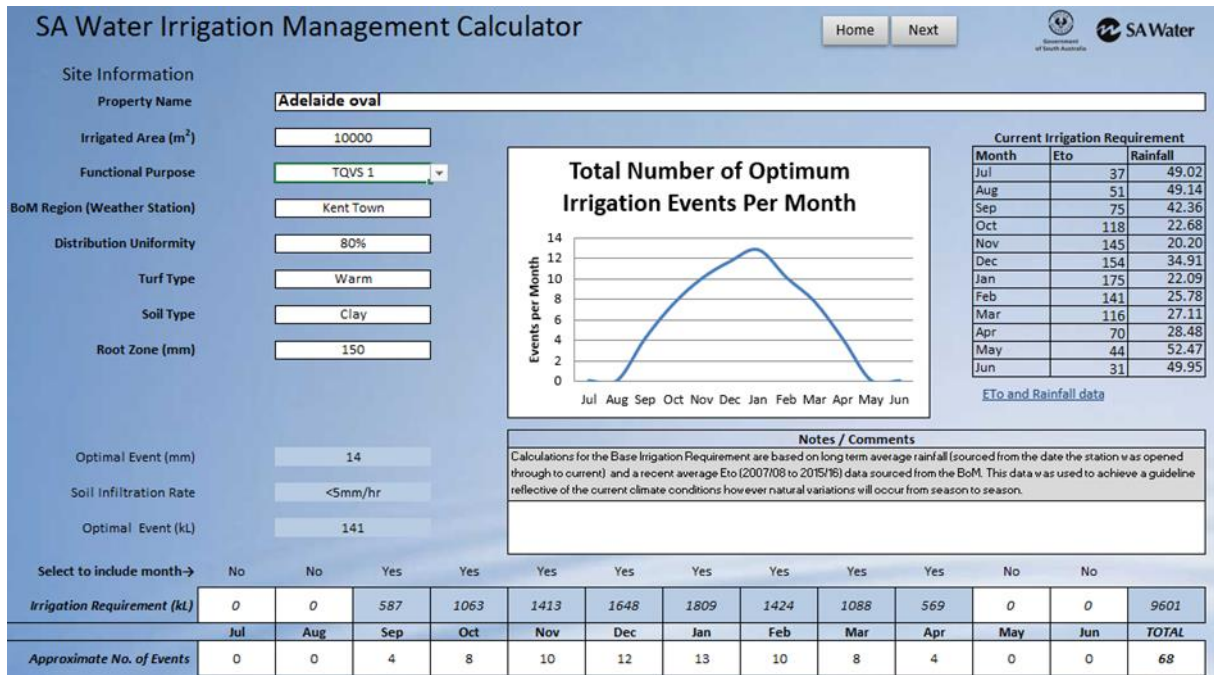 SA Water Irrigation Management Calculator
Home
Next
Government
of South Australia
SA Water
Site Information
Property Name
Adelaide oval
Irrigated Area (m²)
10000
Functional Purpose
TQVS 1
BoM Region (Weather Station)
Kent Town
Distribution Uniformity
80%
Turf Type
Warm
Soil Type
Clay
Root Zone (mm)
150
Total Number of Optimum
Irrigation Events Per Month
Events per Month
14
12
10
8
6
4
2
0
Jul Aug Sep Oct Nov Dec Jan Feb Mar Apr May Jun
Current Irrigation Requirement
Month Eto Rainfall
Jul 37 49.02
Aug 51 49.14
Sep 75 42.36
Oct 118 22.68
Nov 145 20.20
Dec 154 34.91
Jan 175 22.09
Feb 141 25.78
Mar 116 27.11
Apr 70 28.48
May 44 52.47
Jun 31 49.95
ETo and Rainfall data
Optimal Event (mm)
14
Soil Infiltration Rate
<5mm/hr
Optimal Event (kL)
141
Notes / Comments
Calculations for the Base Irrigation Requirement are based on long term average rainfall (sourced from the date the station was opened
through to current) and a recent average Eto (2007/08 to 2015/16) data sourced from the BoM. This data was used to achieve a guideline
reflective of the current climate conditions however natural variations will occur from season to season.
Select to include month→ No No Yes Yes Yes Yes Yes Yes Yes Yes No No
Irrigation Requirement (kL) 0 0 587 1063 1413 1648 1809 1424 1088 569 0 0 9601
Jul Aug Sep Oct Nov Dec Jan Feb Mar Apr May Jun TOTAL
Approximate No. of Events 0 0 4 8 10 12 13 10 8 4 0 0 68